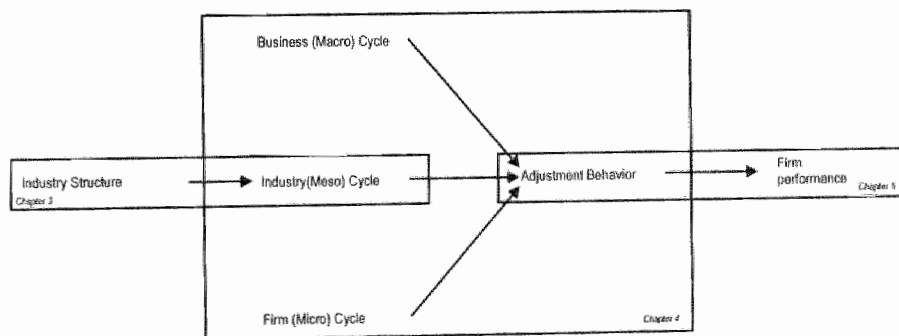 Business (Macro) Cycle
Industry Structure
Chapter 3
Industry(Meso) Cycle
Adjustment Behavior
Firm
performance
Chapter 5
Firm (Micro) Cycle
Chapter 4